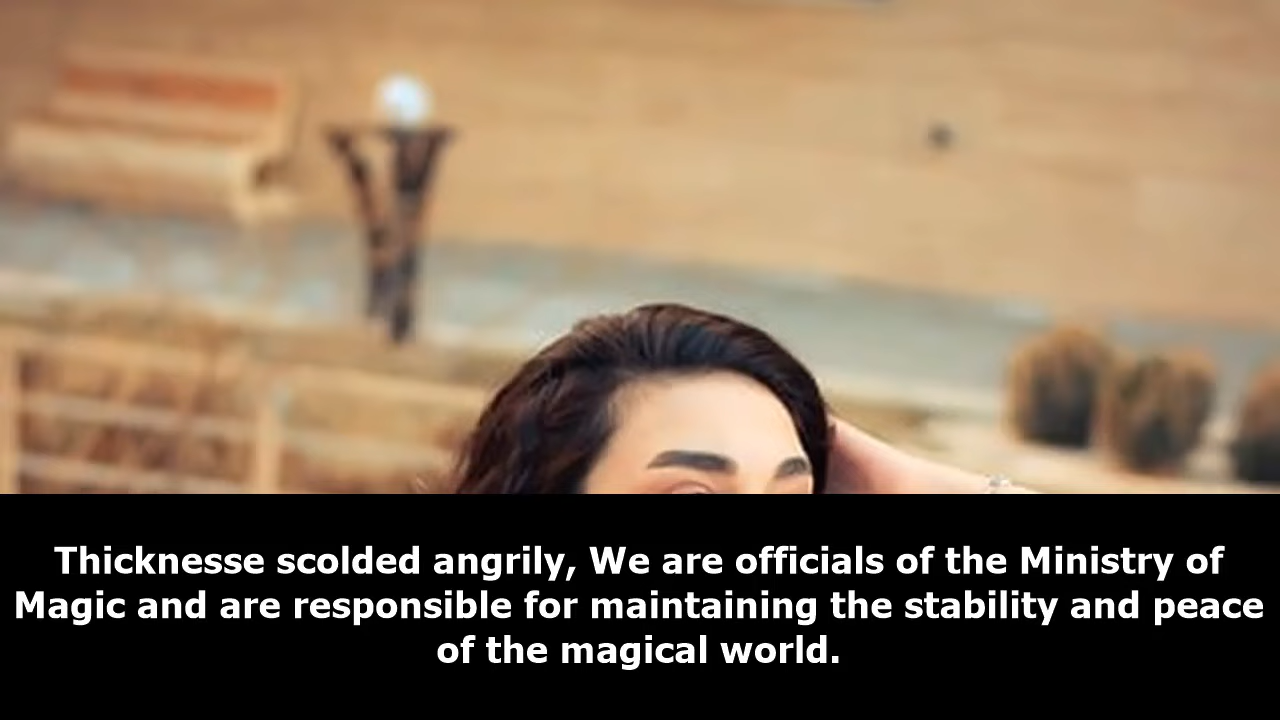 Thicknesse scolded angrily, We are officials of the Ministry of
Magic and are responsible for maintaining the stability and peace
of the magical world.